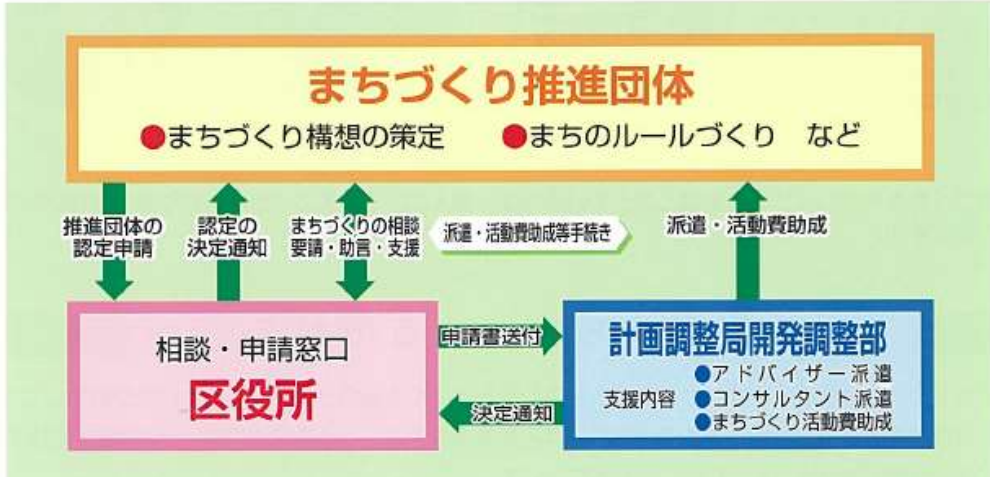 まちづくり推進団体
●まちづくり構想の策定 ●まちのルールづくり など
推進団体の
認定申請
認定の
決定通知
まちづくりの相談
要請・助言・支援
派遣・活動費助成等手続き
派遣・活動費助成
相談・申請窓口
区役所
申請書送付
決定通知
計画調整局開発調整部
支援内容
●アドバイザー派遣
●コンサルタント派遣
●まちづくり活動費助成